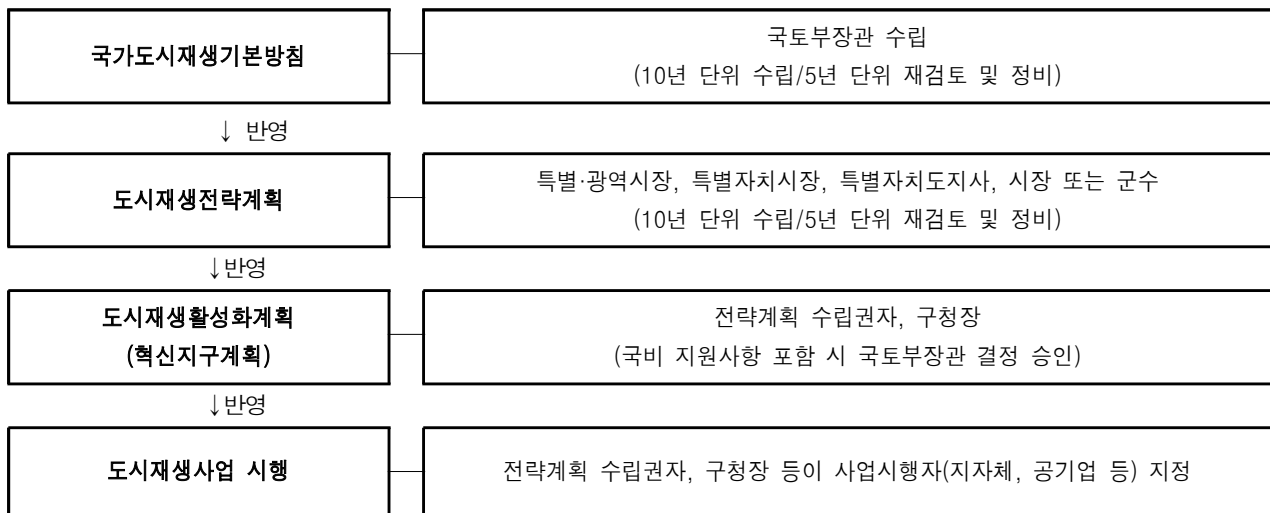 국가도시재생기본방침
국토부장관 수립
(10년 단위 수립/5년 단위 재검토 및 정비)
↓ 반영
도시재생전략계획
특별·광역시장, 특별자치시장, 특별자치도지사, 시장 또는 군수
(10년 단위 수립/5년 단위 재검토 및 정비)
↓반영
도시재생활성화계획
(혁신지구계획)
전략계획 수립권자, 구청장
(국비 지원사항 포함 시 국토부장관 결정 승인)
↓반영
도시재생사업 시행
전략계획 수립권자, 구청장 등이 사업시행자(지자체, 공기업 등) 지정